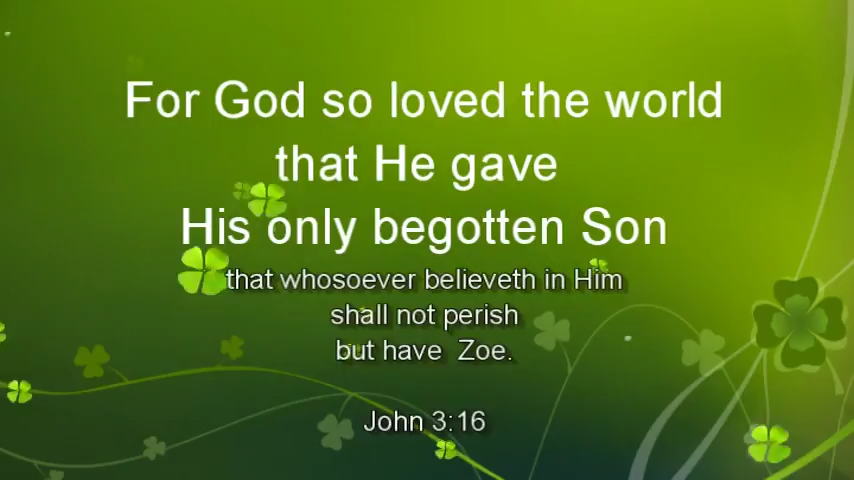 For God so loved the world
that He gave
His only begotten Son
that whosoever believeth in Him
shall not perish
but have  Zoe.
John 3:16